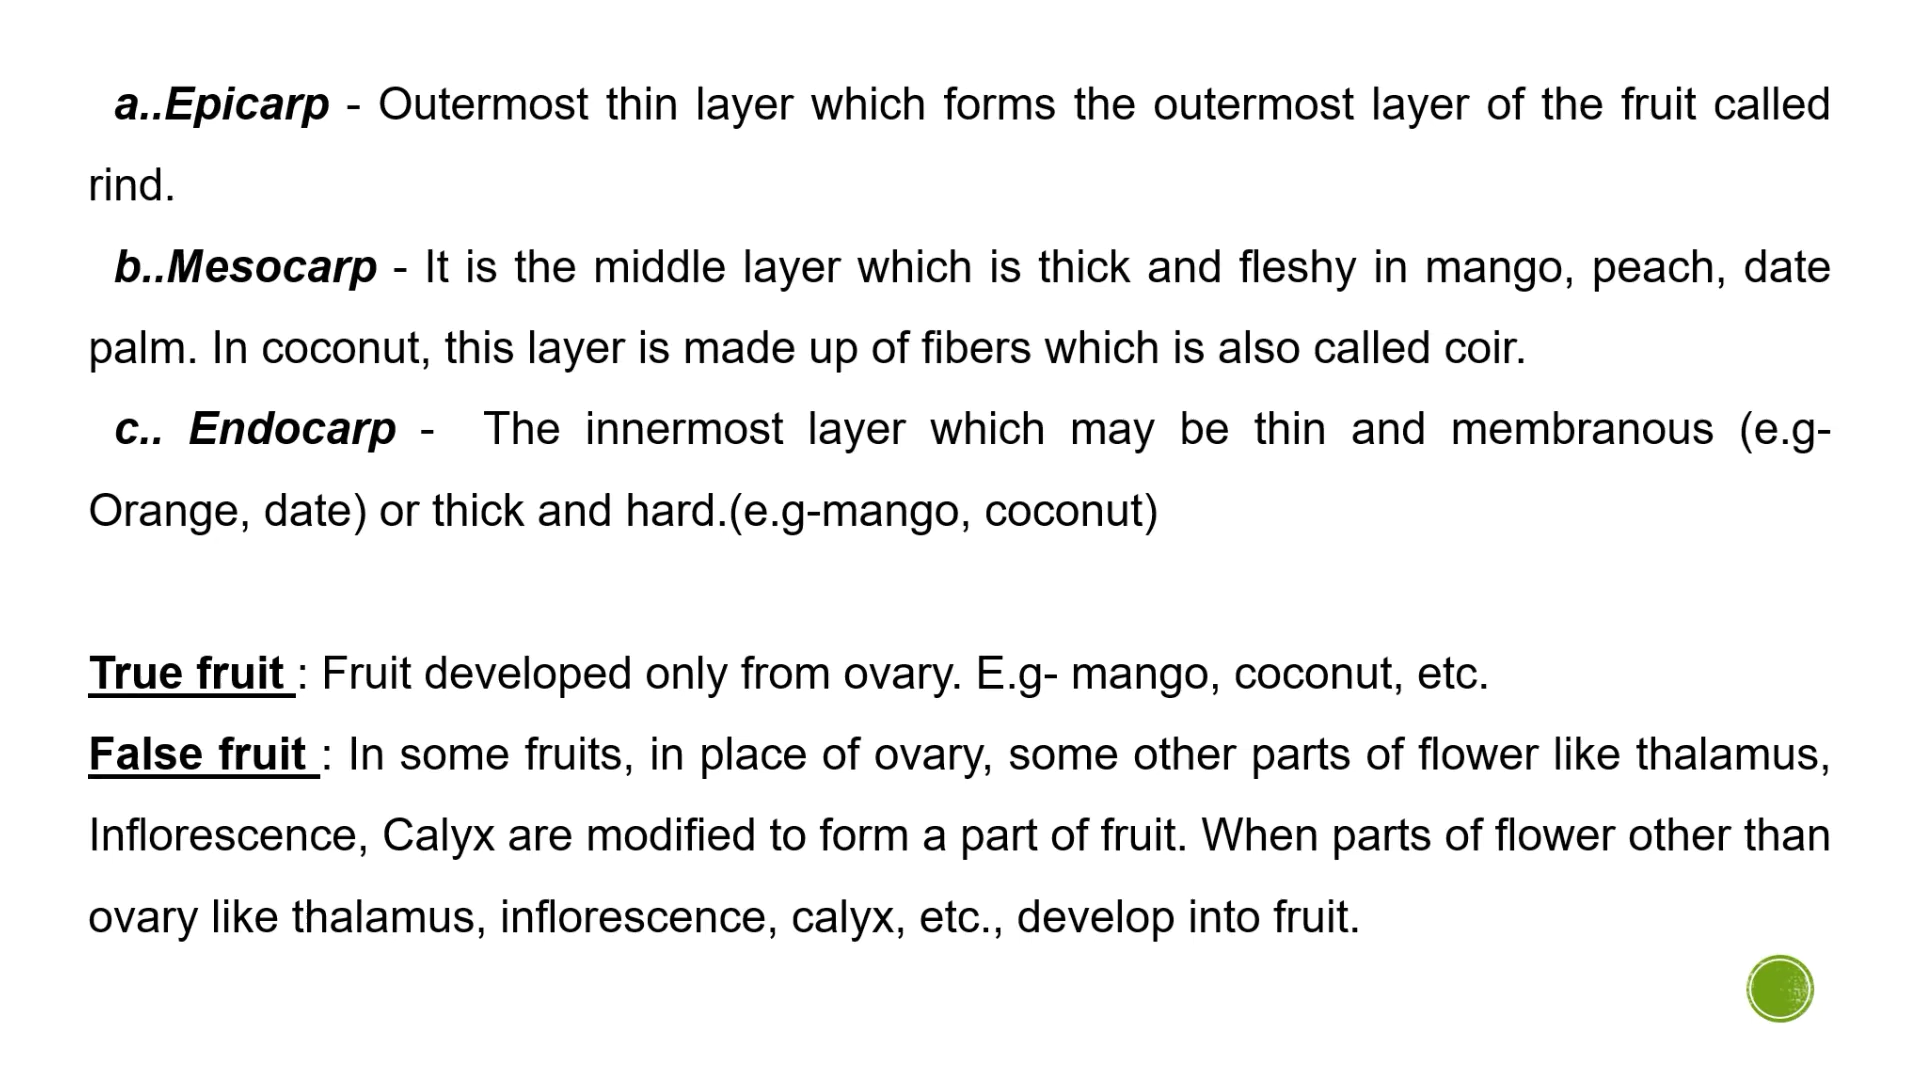 a..Epicarp - Outermost thin layer which forms the outermost layer of the fruit called
rind.
b..Mesocarp - It is the middle layer which is thick and fleshy in mango, peach, date
palm. In coconut, this layer is made up of fibers which is also called coir.
c.. Endocarp - The innermost layer which may be thin and membranous (e.g-
Orange, date) or thick and hard.(e.g-mango, coconut)
True fruit : Fruit developed only from ovary. E.g- mango, coconut, etc.
False fruit : In some fruits, in place of ovary, some other parts of flower like thalamus,
Inflorescence, Calyx are modified to form a part of fruit. When parts of flower other than
ovary like thalamus, inflorescence, calyx, etc., develop into fruit.